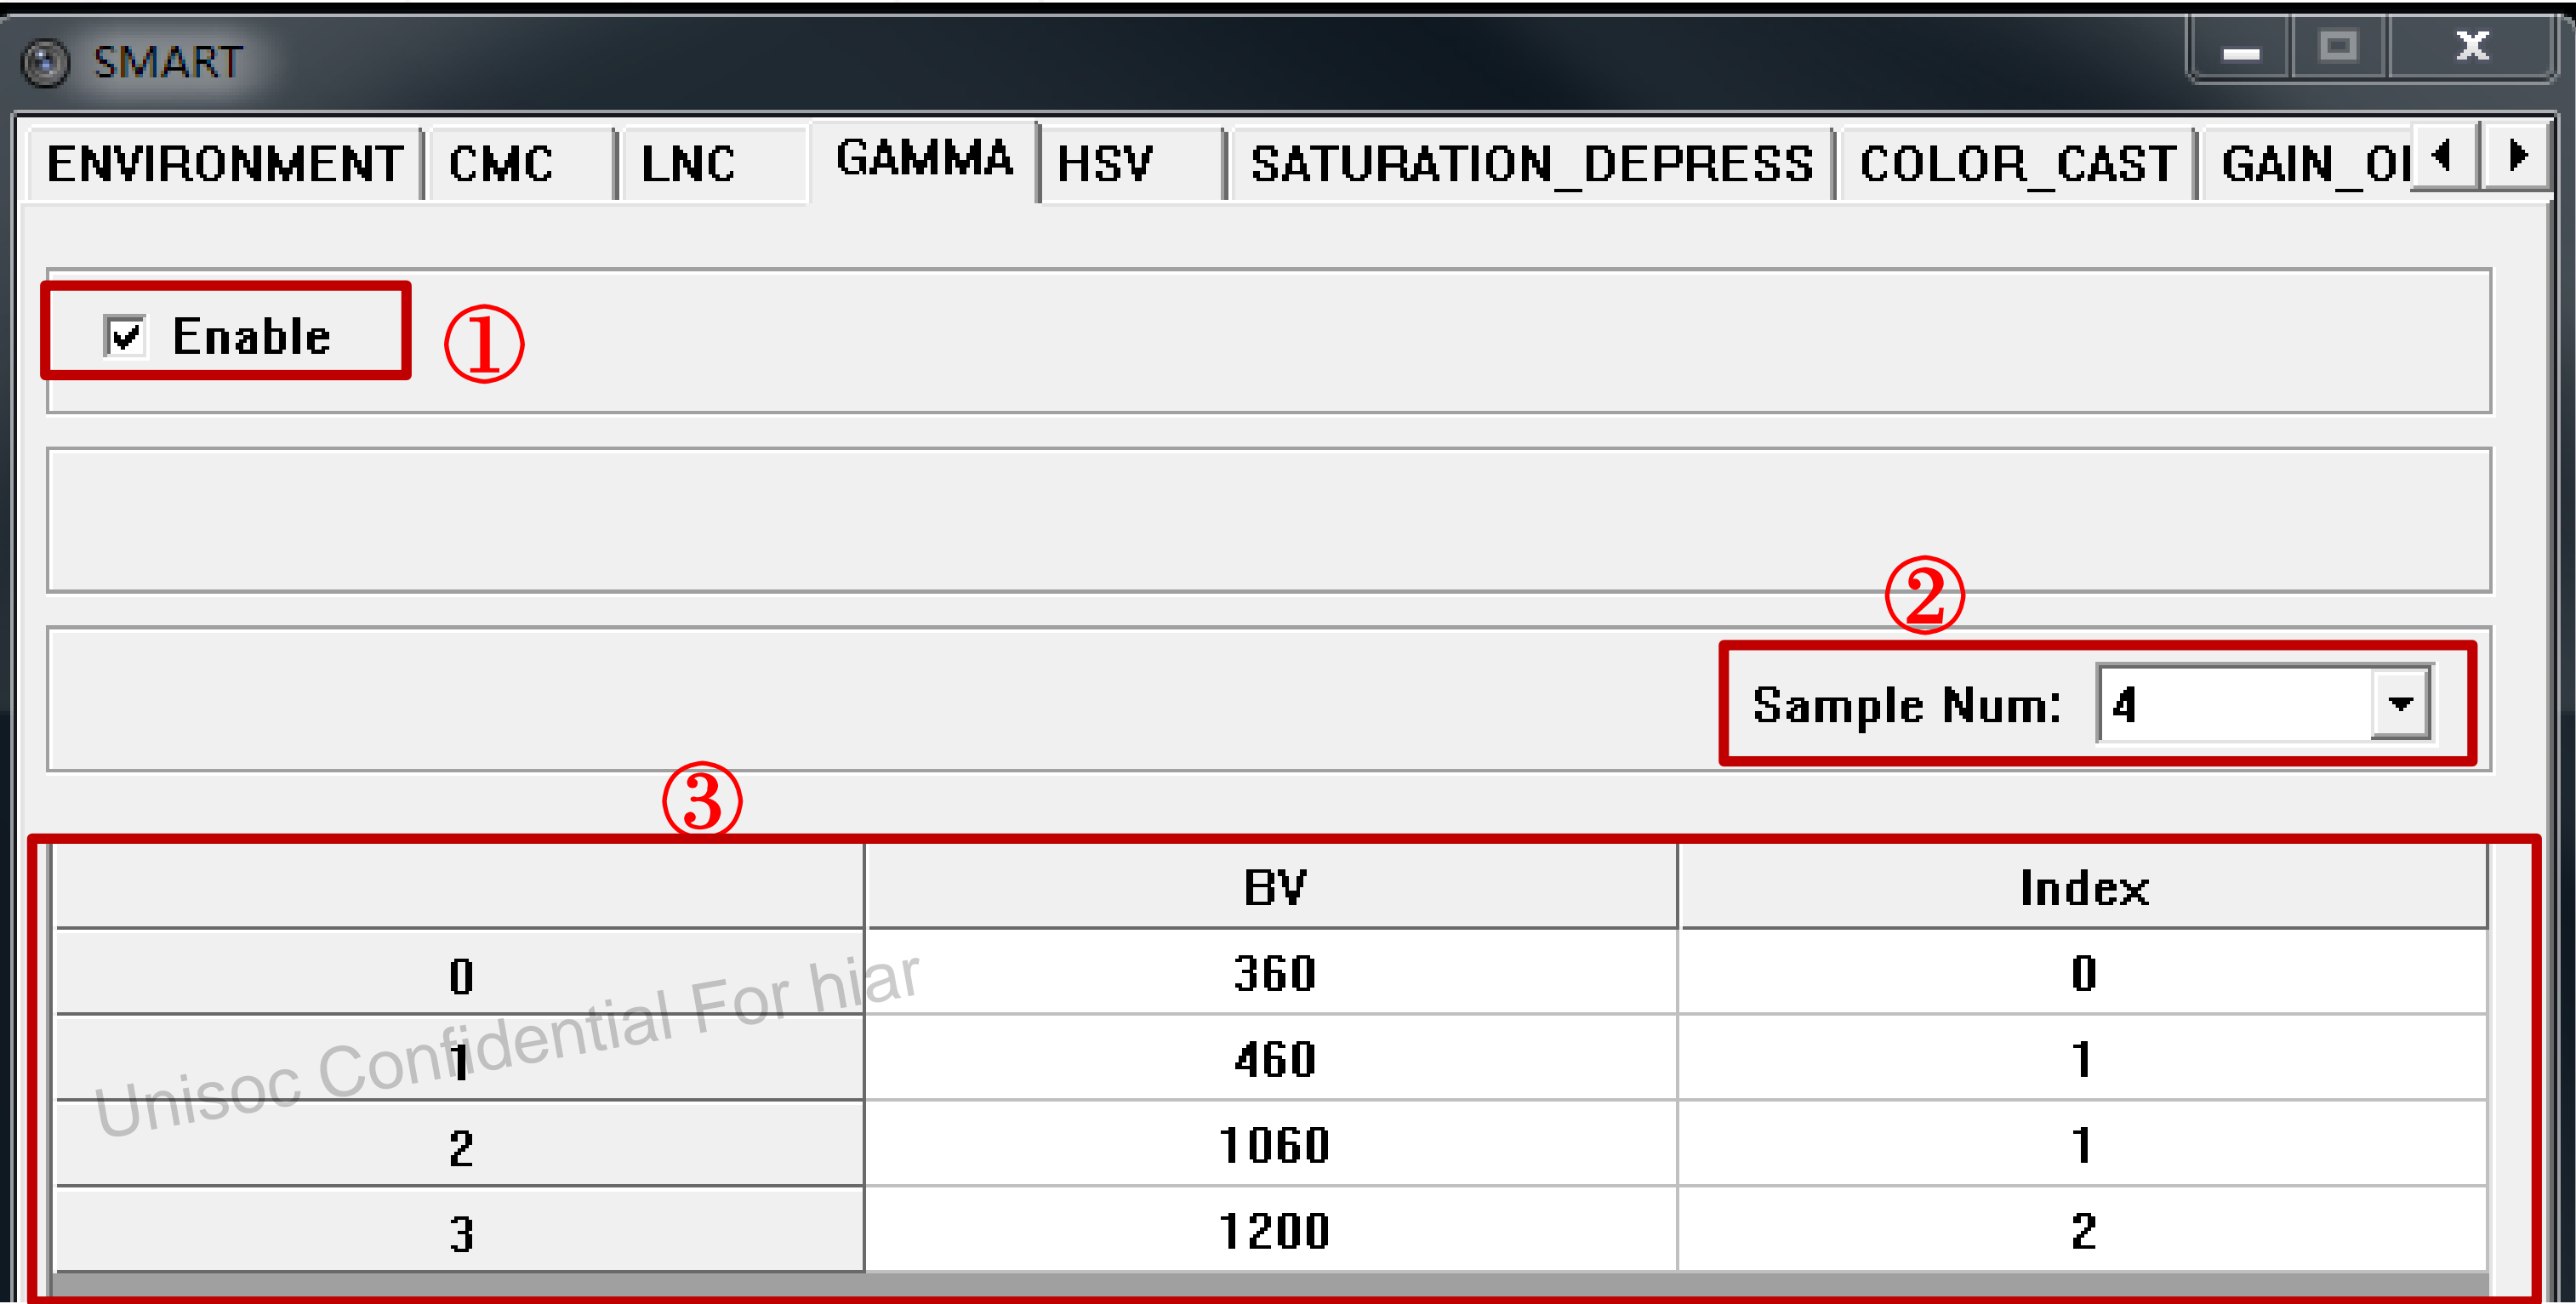 SMART
ENVIRONMENT CMC LNC GAMMA HSV SATURATION_DEPRESS COLOR_CAST
Enable ①
②
Sample Num: 4
③
BV Index
0 360 0
1 460 1
2 1060 1
3 1200 2
Unisoc Confidential For hiar